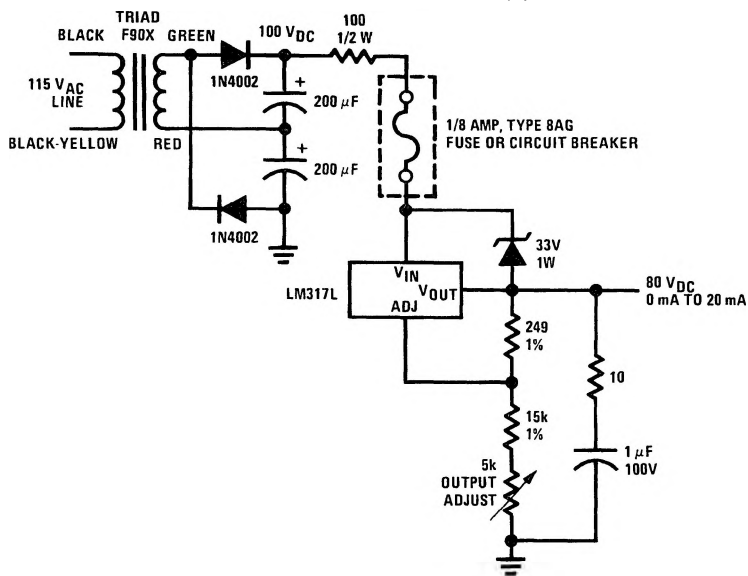 TRIAD
F90X
BLACK
GREEN
115 VAC
LINE
BLACK-YELLOW
RED
1N4002
100 VDC
+
200 μF
+
200 μF
1N4002
100
1/2 W
1/8 AMP, TYPE 8AG
FUSE OR CIRCUIT BREAKER
33V
1W
LM317L
VIN
VOUT
ADJ
80 VDC
0 mA TO 20 mA
249
1%
10
15k
1%
5k
OUTPUT
ADJUST
1 μF
100V